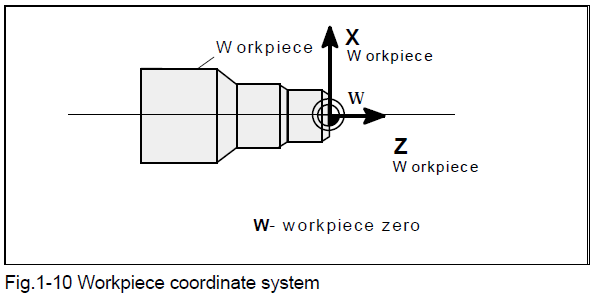 Workpiece
X
Workpiece
W
Z
Workpiece
W- workpiece zero
Fig.1-10 Workpiece coordinate system